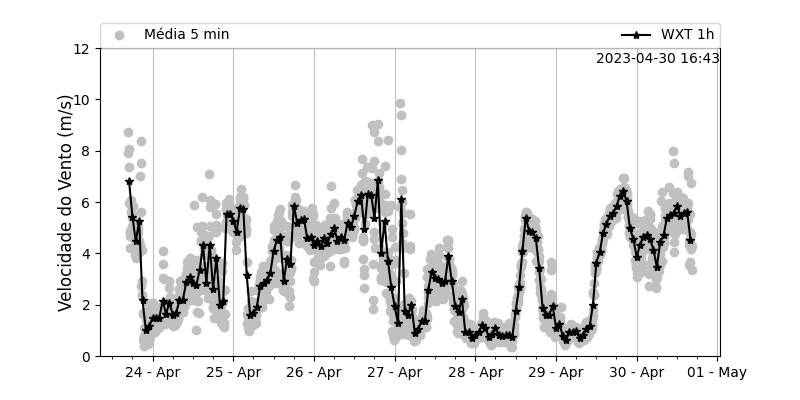 Média 5 min
WXT 1h
2023-04-30 16:43
Velocidade do Vento (m/s)
12
10
8
6
4
2
0
24 - Apr
25 - Apr
26 - Apr
27 - Apr
28 - Apr
29 - Apr
30 - Apr
01 - May